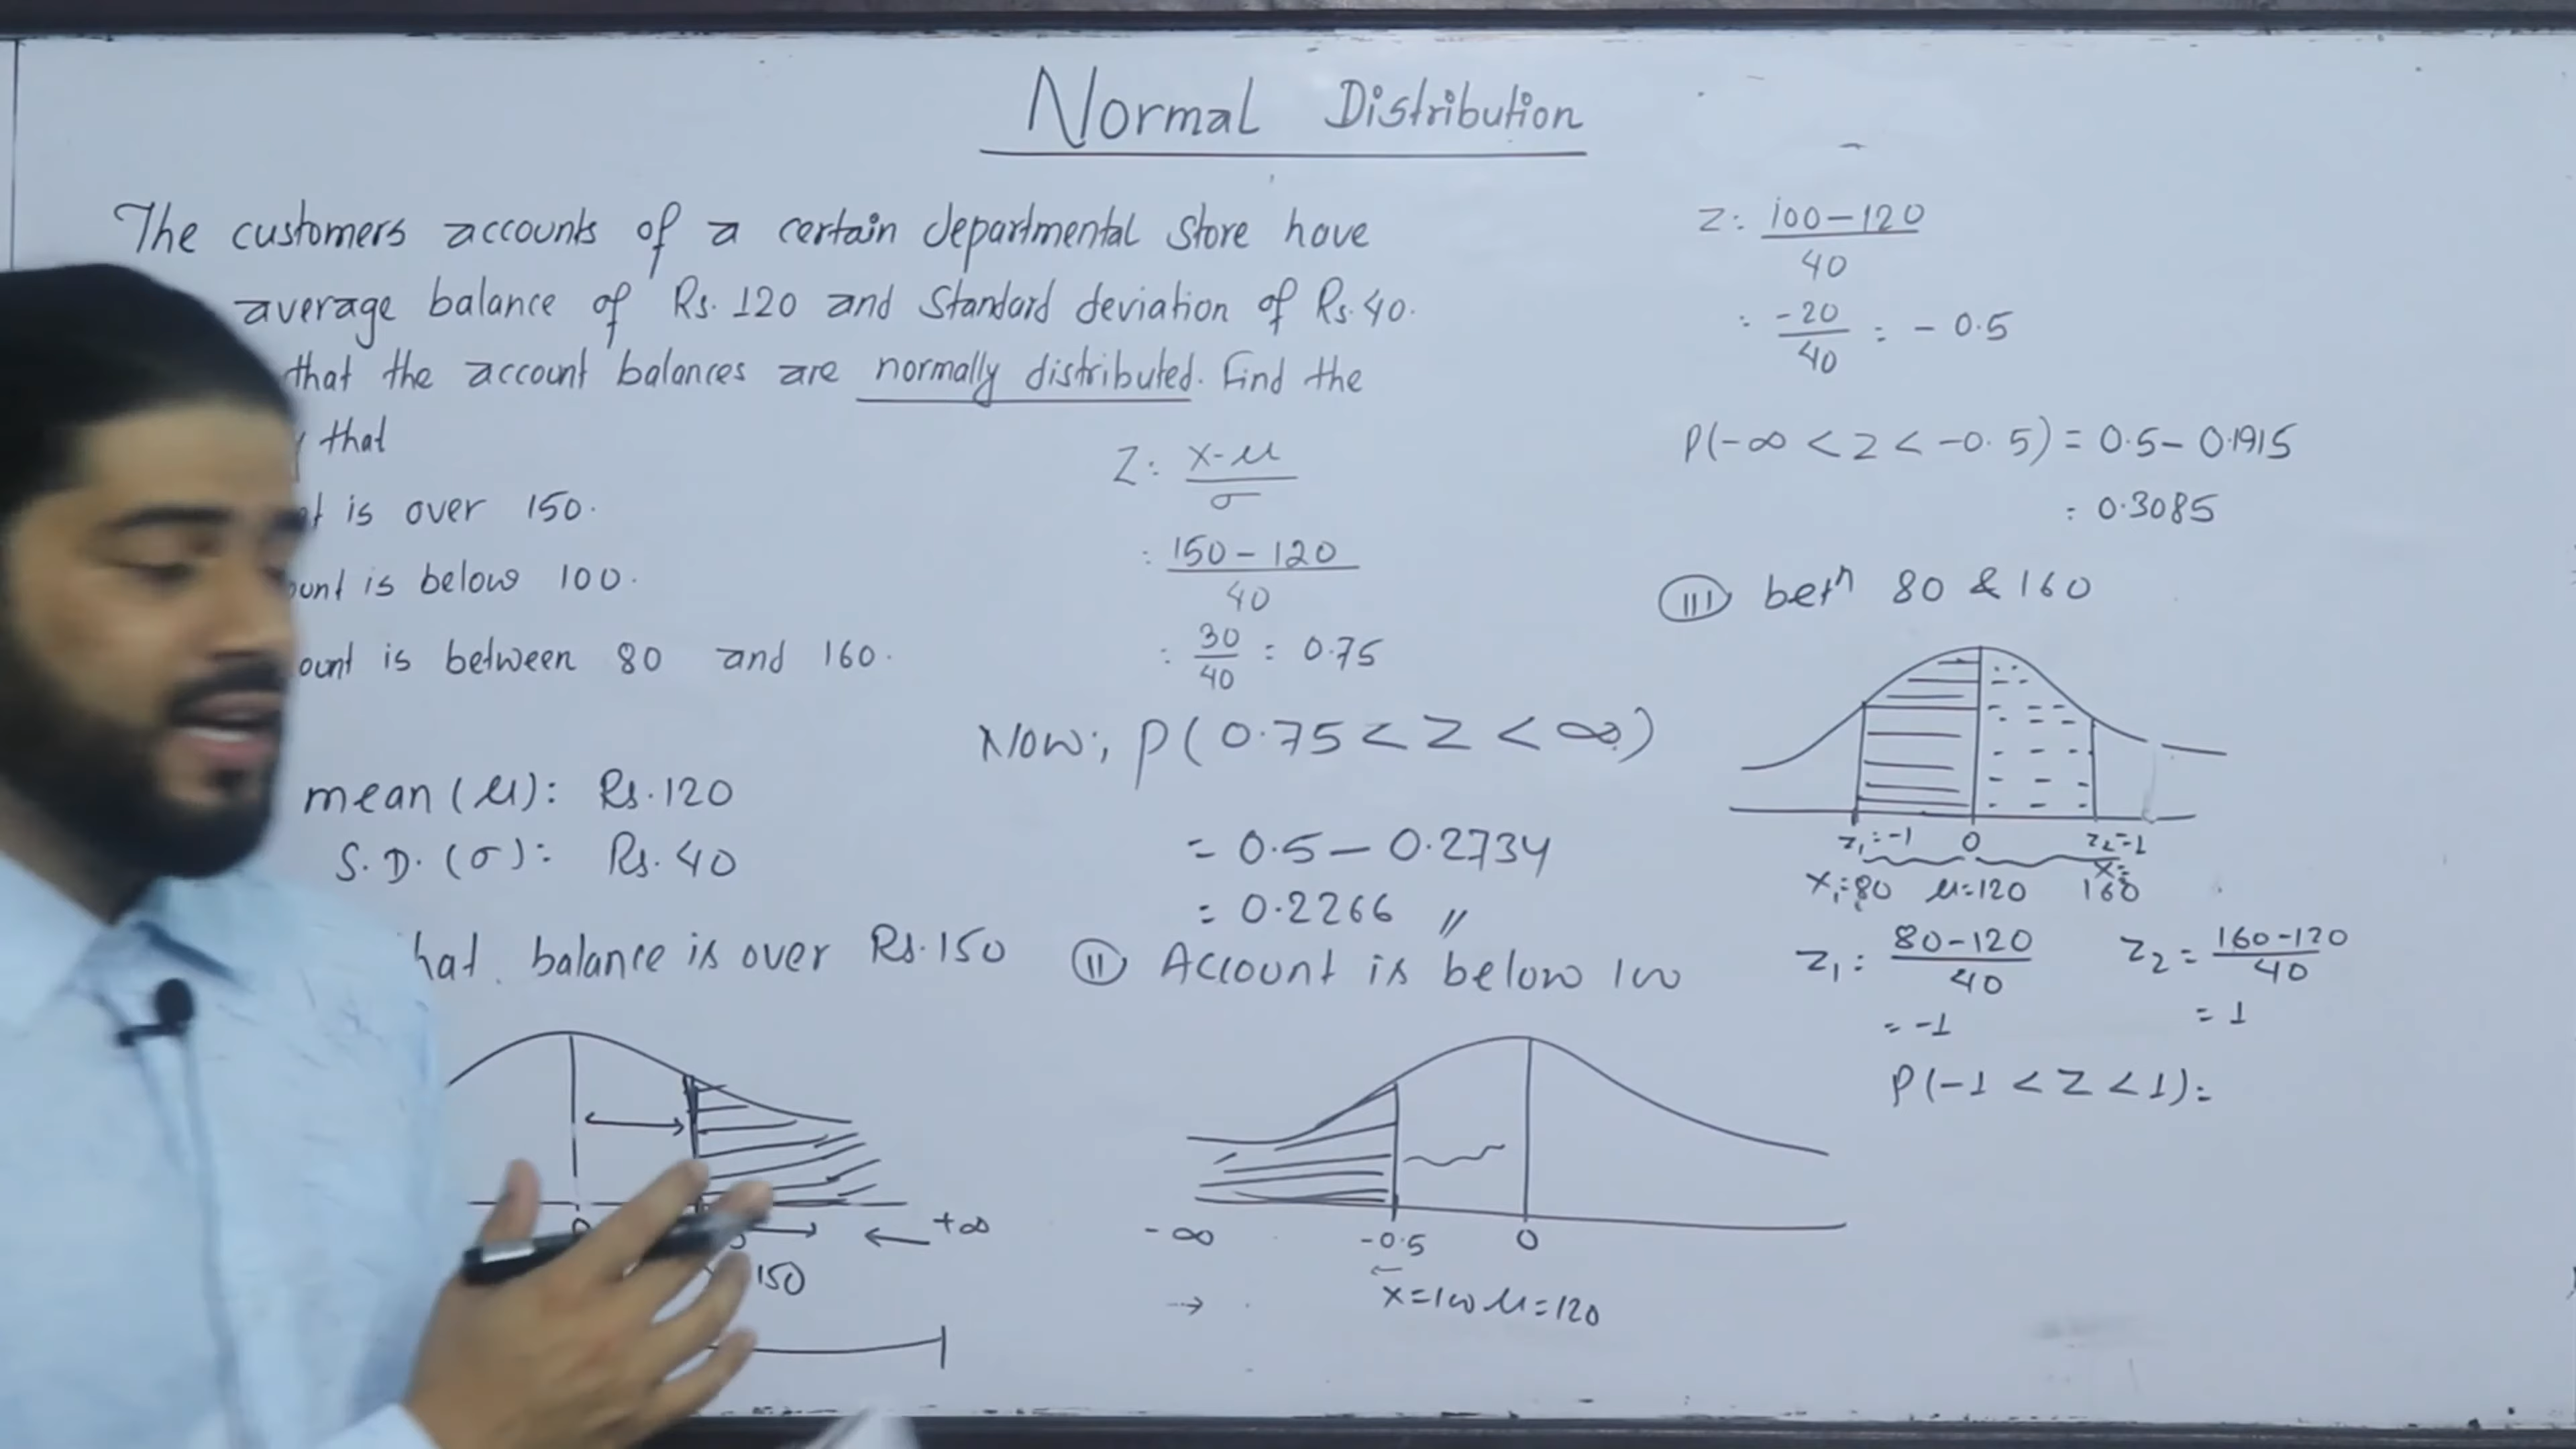 Normal Distribution
The customers accounts of a certain departmental store have
average balance of Rs. 120 and Standard deviation of Rs. 40.
that the account balances are normally distributed. Find the
that
is over 150.
is below 100.
is between 80 and 160.
mean (μ): Rs. 120
S.D. (σ): Rs. 40
balance is over Rs. 150
0
+∞
150
Z: X-μ / σ
: 150-120 / 40
: 30/40 : 0.75
Now;, P(0.75 < Z < ∞)
= 0.5 - 0.2734
= 0.2266 //
(II) Account is below 100
-∞ -0.5 0
X=100 μ=120
Z: 100-120 / 40
: -20/40 : -0.5
P(-∞ < Z < -0.5) = 0.5 - 0.1915
: 0.3085
(III) betn 80 & 160
Z₁:-1 0 Z₂=1
X₁:80 μ:120 X: 160
Z₁: 80-120 / 40 Z₂= 160-120 / 40
= -1 = 1
P(-1 < Z < 1):